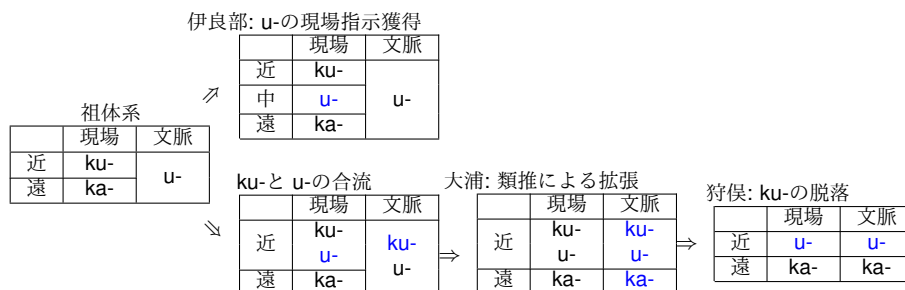 伊良部: u-の現場指示獲得
現場 文脈
近 ku-
中 u- u-
遠 ka-
祖体系
現場 文脈
近 ku-
u-
遠 ka-
ku-と u-の合流
現場 文脈
近 ku- ku-
u- u-
遠 ka-
大浦: 類推による拡張
現場 文脈
近 ku- ku-
u- u-
遠 ka- ka-
狩俣: ku-の脱落
現場 文脈
近 u- u-
遠 ka- ka-